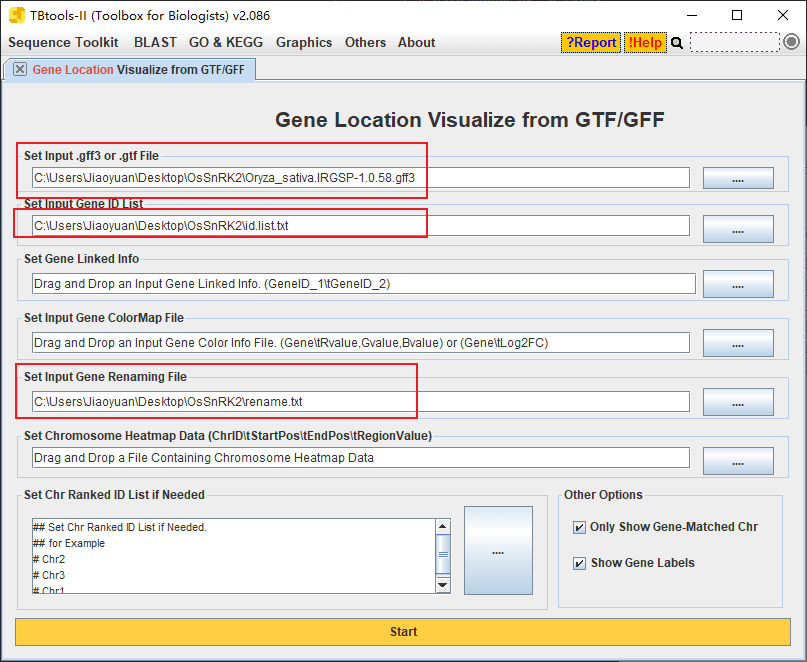 TBtools-II (Toolbox for Biologists) v2.086
Sequence Toolkit BLAST GO & KEGG Graphics Others About ?Report !Help
Gene Location Visualize from GTF/GFF
Gene Location Visualize from GTF/GFF
Set Input .gff3 or .gtf File
C:\Users\Jiaoyuan\Desktop\OsSnRK2\Oryza_sativa.IRGSP-1.0.58.gff3 ....
Set Input Gene ID List
C:\Users\Jiaoyuan\Desktop\OsSnRK2\id.list.txt ....
Set Gene Linked Info
Drag and Drop an Input Gene Linked Info. (GeneID_1\tGeneID_2) ....
Set Input Gene ColorMap File
Drag and Drop an Input Gene Color Info File. (Gene\tRvalue,Gvalue,Bvalue) or (Gene\tLog2FC) ....
Set Input Gene Renaming File
C:\Users\Jiaoyuan\Desktop\OsSnRK2\rename.txt ....
Set Chromosome Heatmap Data (ChrID\tStartPos\tEndPos\tRegionValue)
Drag and Drop a File Containing Chromosome Heatmap Data ....
Set Chr Ranked ID List if Needed
## Set Chr Ranked ID List if Needed.
## for Example
# Chr2
# Chr3
# Chr1
....
Other Options
Only Show Gene-Matched Chr
Show Gene Labels
Start